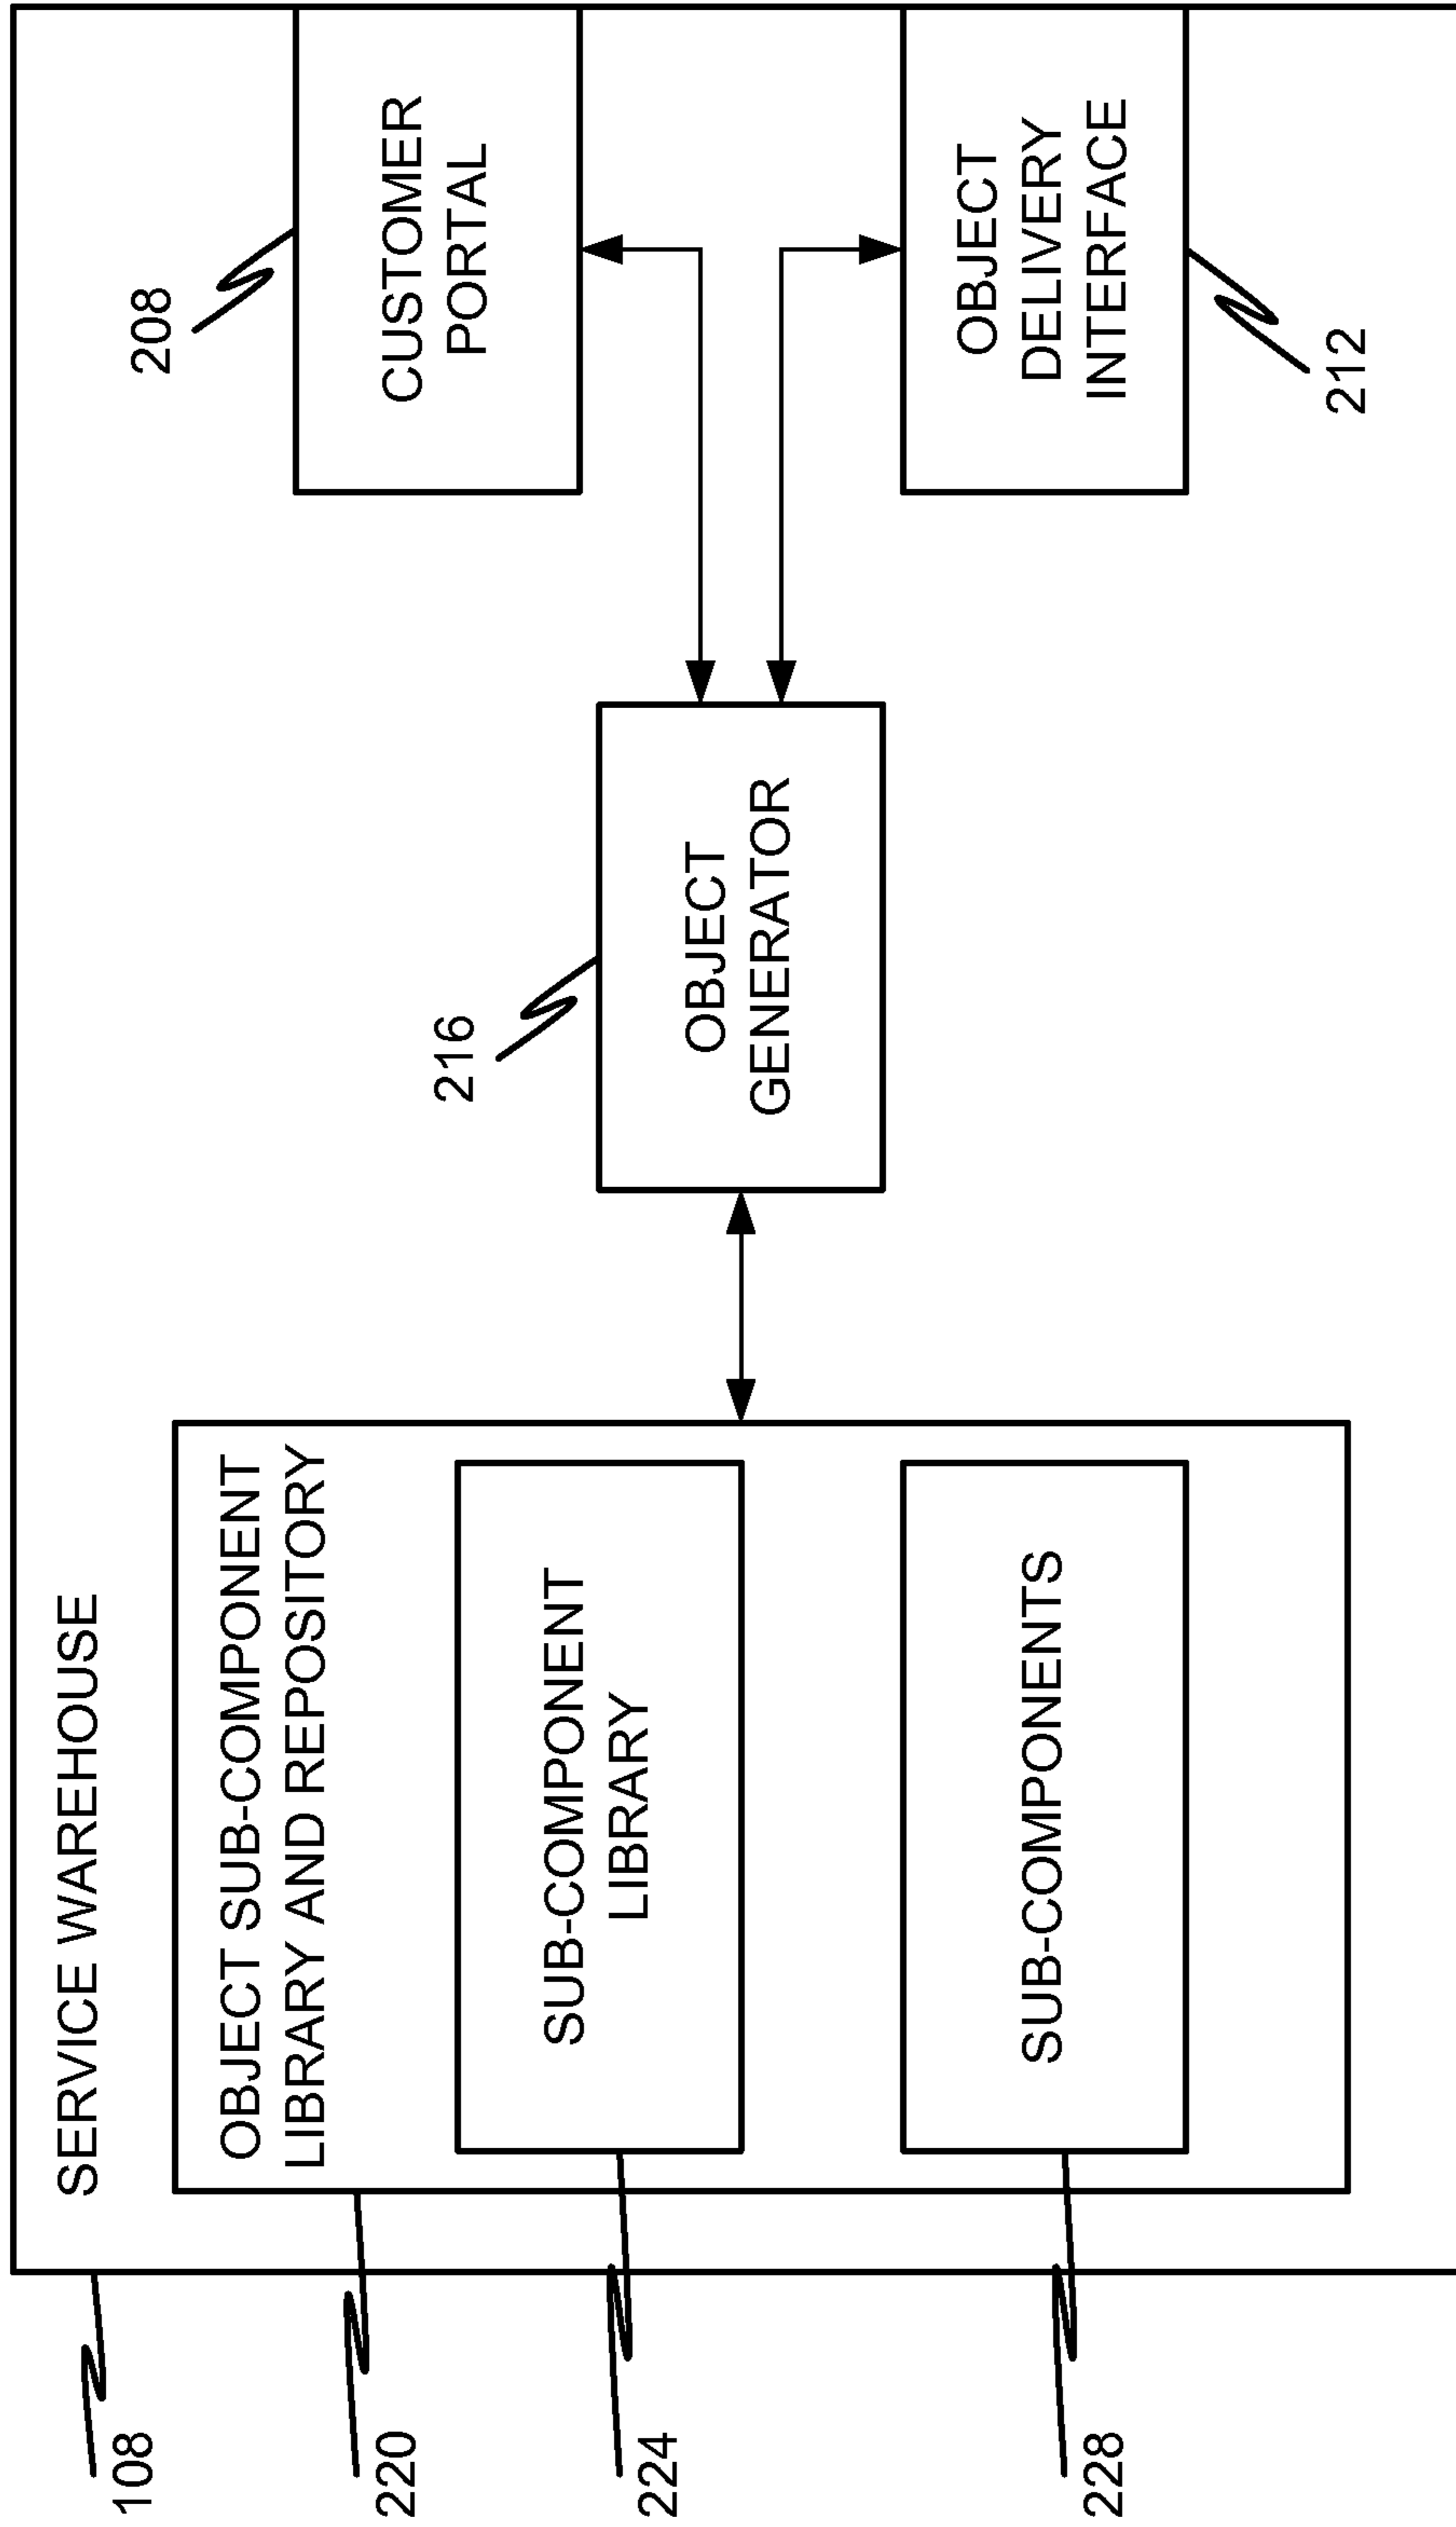 SERVICE WAREHOUSE
108
OBJECT SUB-COMPONENT
LIBRARY AND REPOSITORY
220
SUB-COMPONENT
LIBRARY
224
SUB-COMPONENTS
228
216
OBJECT
GENERATOR
208
CUSTOMER
PORTAL
OBJECT
DELIVERY
INTERFACE
212